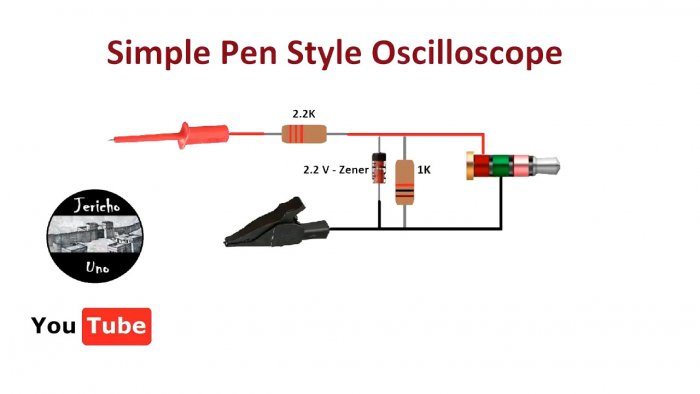 Simple Pen Style Oscilloscope
2.2K
2.2 V - Zener
1K
Jericho
Uno
You Tube